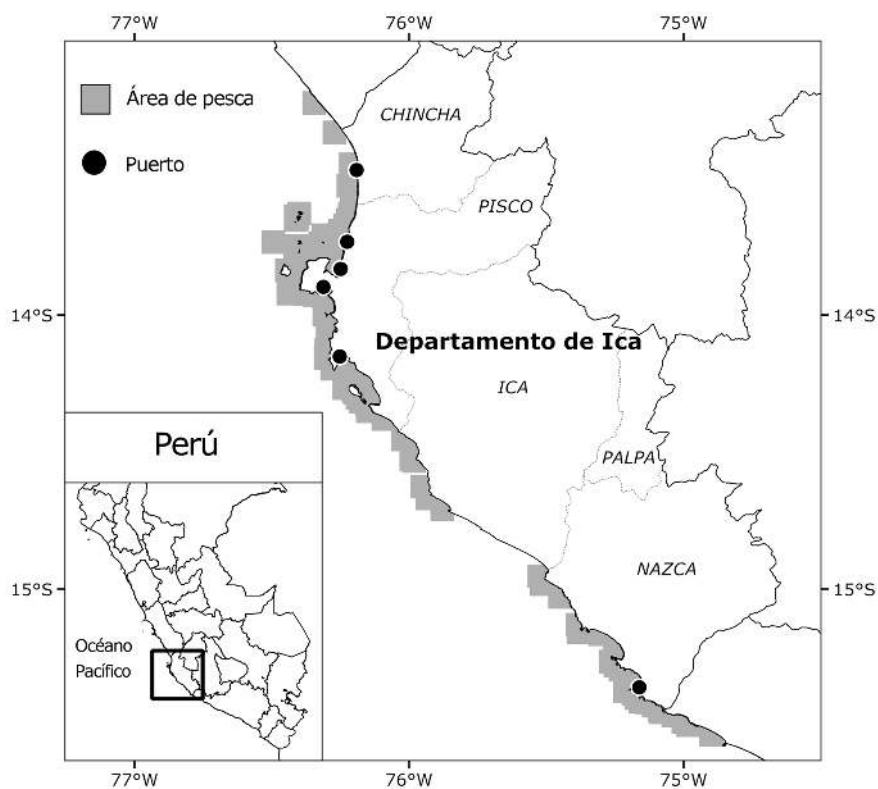 77°W
76°W
75°W
Área de pesca
Puerto
CHINCHA
PISCO
14°S
14°S
Departamento de Ica
ICA
PALPA
NAZCA
15°S
15°S
Perú
Océano
Pacífico
77°W
76°W
75°W